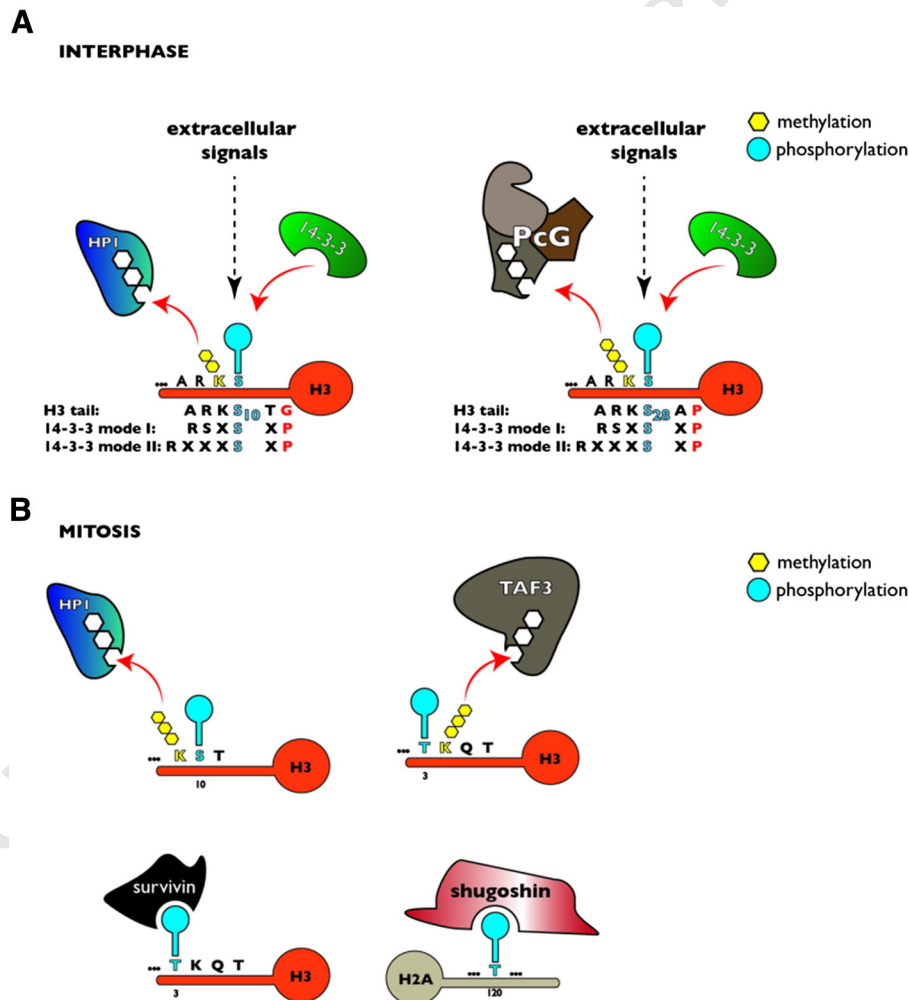 A
INTERPHASE
extracellular signals
extracellular signals
methylation
phosphorylation
HP1
14-3-3
PcG
14-3-3
... A R K S
H3
... A R K S
H3
H3 tail: A R K S10 T G
14-3-3 mode I: R S X S X P
14-3-3 mode II: R X X X S X P
H3 tail: A R K S28 A P
14-3-3 mode I: R S X S X P
14-3-3 mode II: R X X X S X P
B
MITOSIS
methylation
phosphorylation
HP1
TAF3
... K S T
10
H3
... T K Q T
3
H3
survivin
shugoshin
... T K Q T
3
H3
H2A
... T ...
120